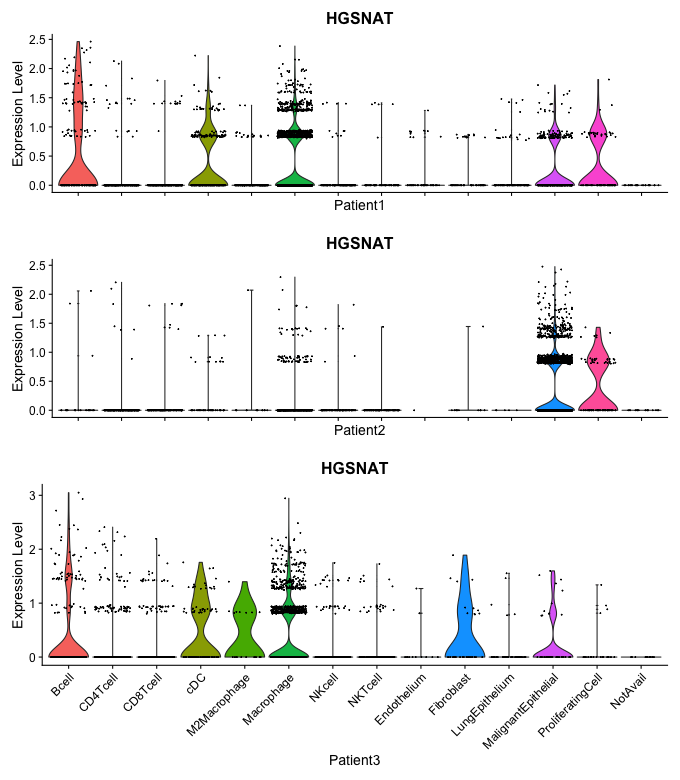 HGSNAT
Expression Level
2.5
2.0
1.5
1.0
0.5
0.0
Patient1
HGSNAT
Expression Level
2.5
2.0
1.5
1.0
0.5
0.0
Patient2
HGSNAT
Expression Level
3
2
1
0
Bcell
CD4Tcell
CD8Tcell
cDC
M2Macrophage
Macrophage
NKcell
NKTcell
Endothelium
Fibroblast
LungEpithelium
MalignantEpithelial
ProliferatingCell
NotAvail
Patient3